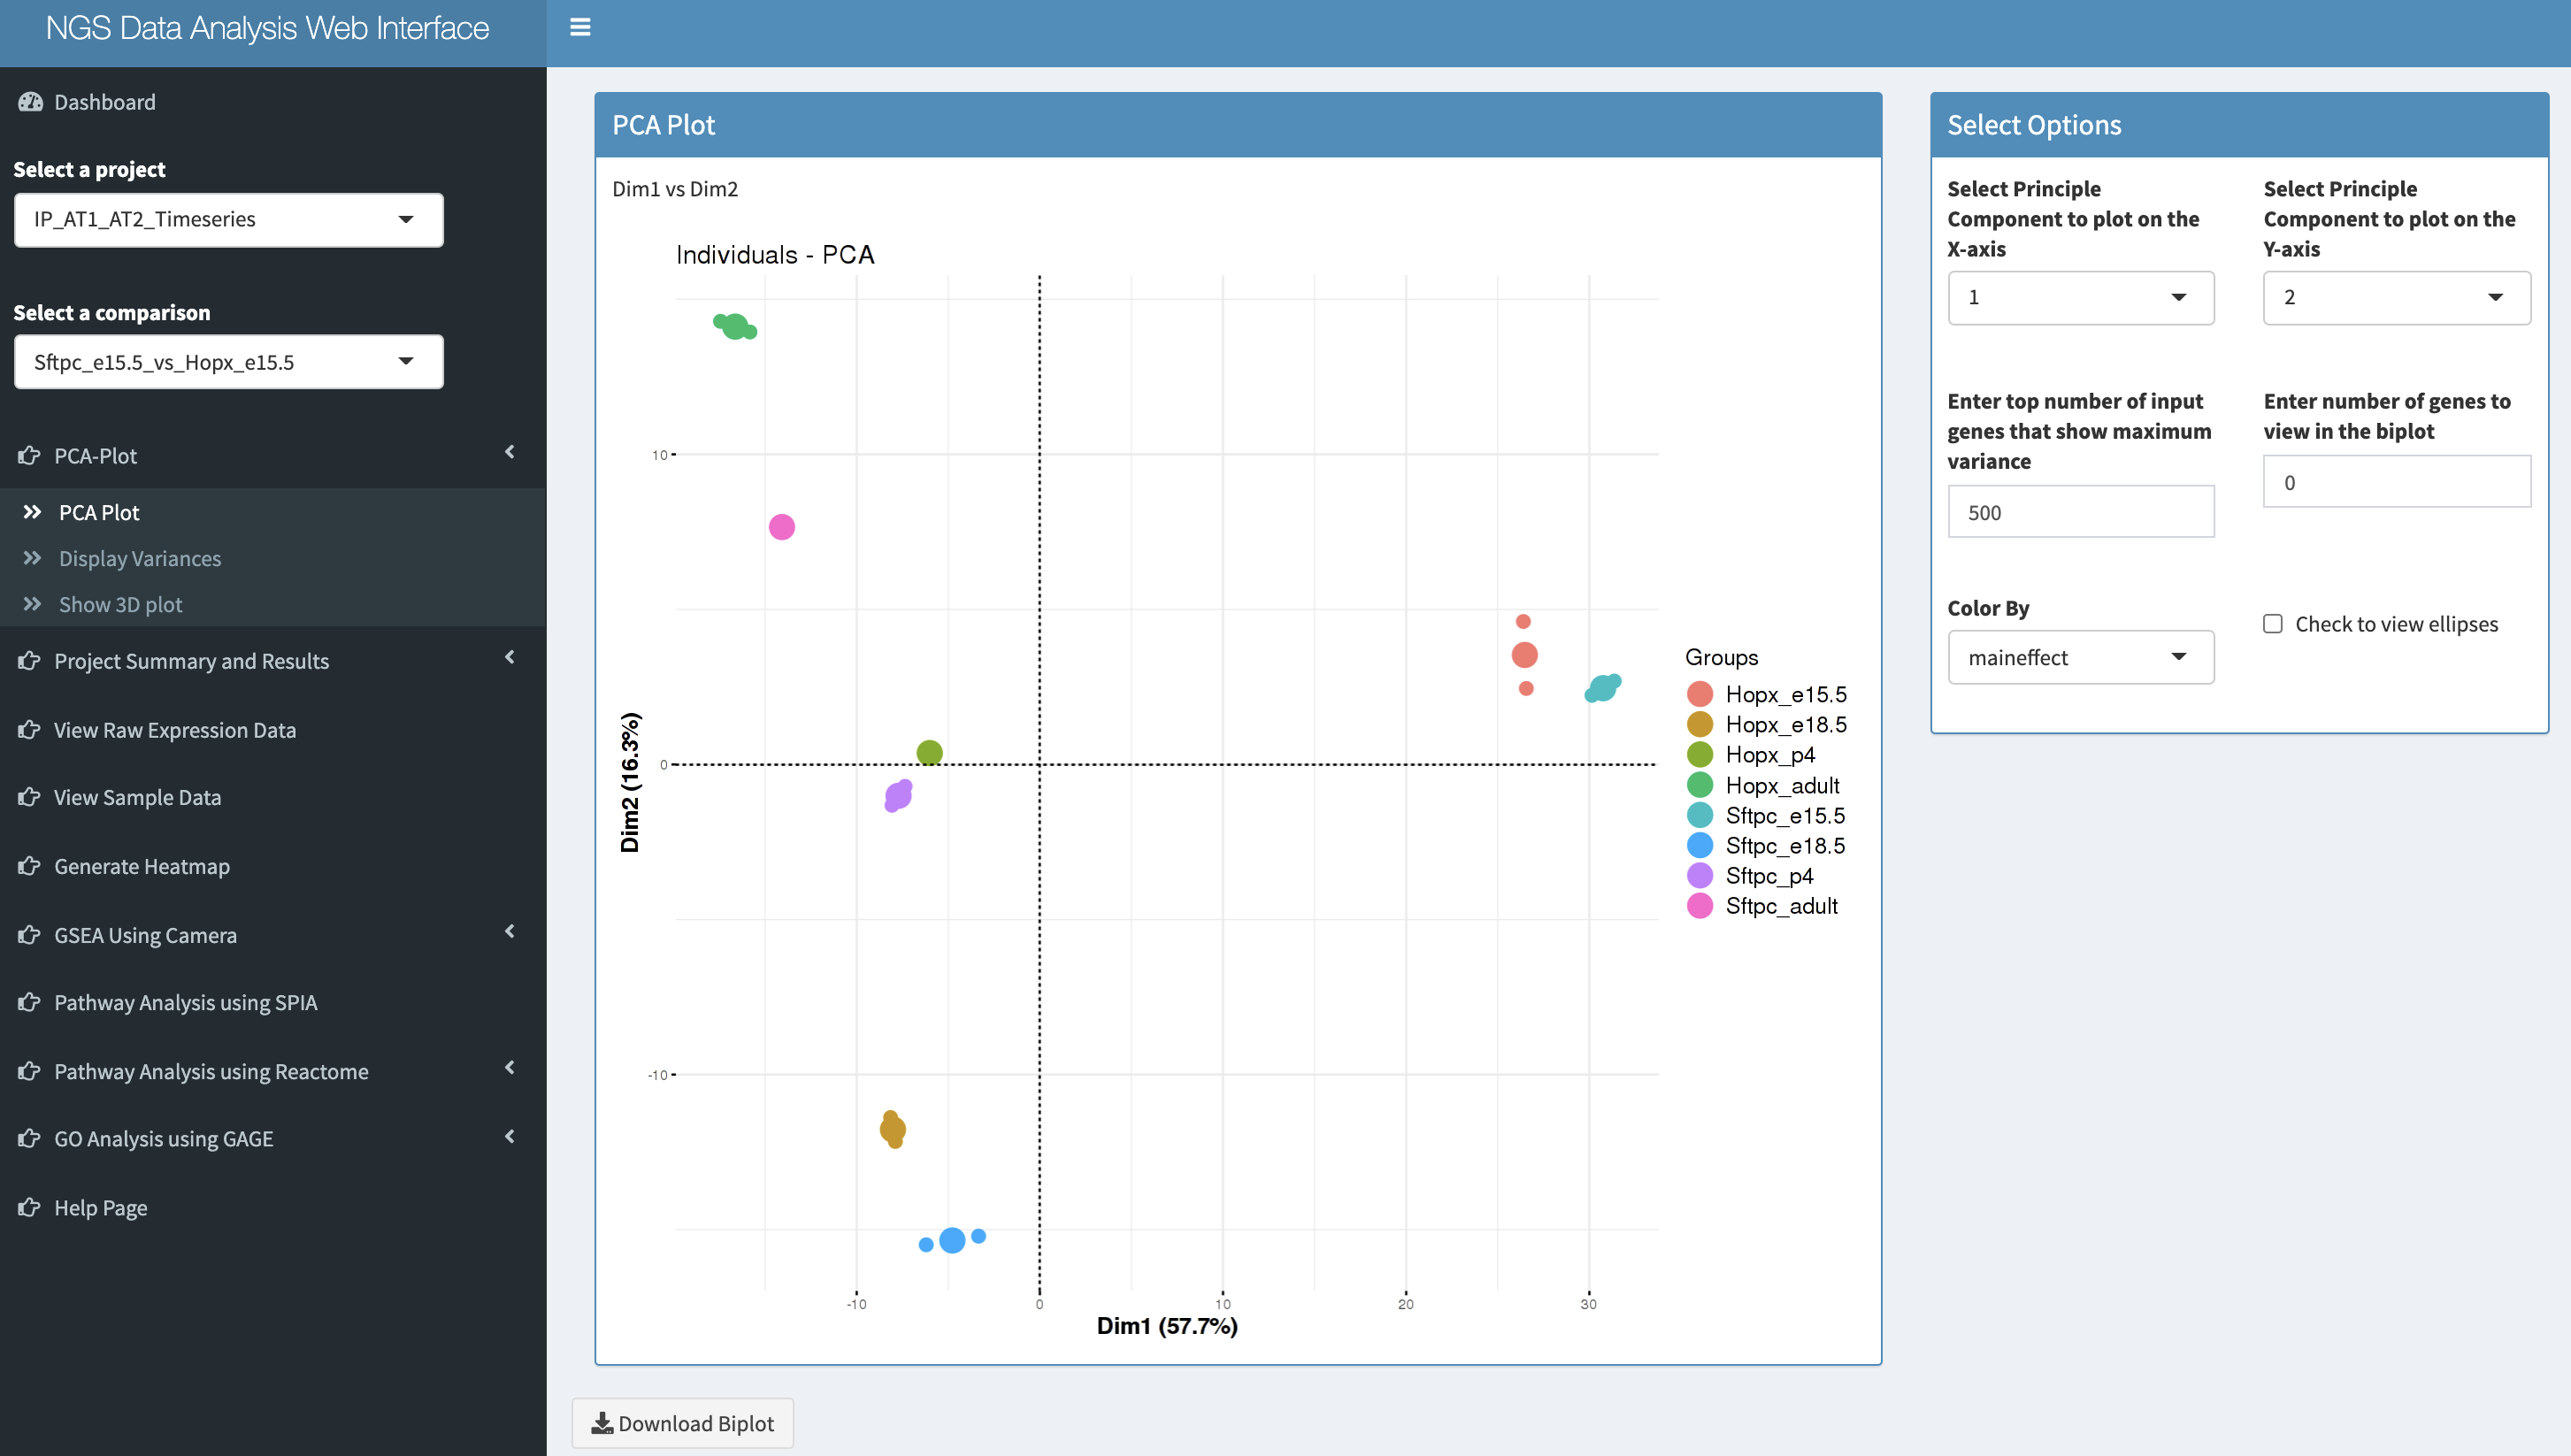 NGS Data Analysis Web Interface
Dashboard
Select a project
IP_AT1_AT2_Timeseries
Select a comparison
Sftpc_e15.5_vs_Hopx_e15.5
PCA-Plot
PCA Plot
Display Variances
Show 3D plot
Project Summary and Results
View Raw Expression Data
View Sample Data
Generate Heatmap
GSEA Using Camera
Pathway Analysis using SPIA
Pathway Analysis using Reactome
GO Analysis using GAGE
Help Page
PCA Plot
Dim1 vs Dim2
Individuals - PCA
10
0
-10
Dim2 (16.3%)
-10
0
10
20
30
Dim1 (57.7%)
Groups
Hopx_e15.5
Hopx_e18.5
Hopx_p4
Hopx_adult
Sftpc_e15.5
Sftpc_e18.5
Sftpc_p4
Sftpc_adult
Download Biplot
Select Options
Select Principle
Component to plot on the
X-axis
1
Select Principle
Component to plot on the
Y-axis
2
Enter top number of input
genes that show maximum
variance
500
Enter number of genes to
view in the biplot
0
Color By
maineffect
Check to view ellipses